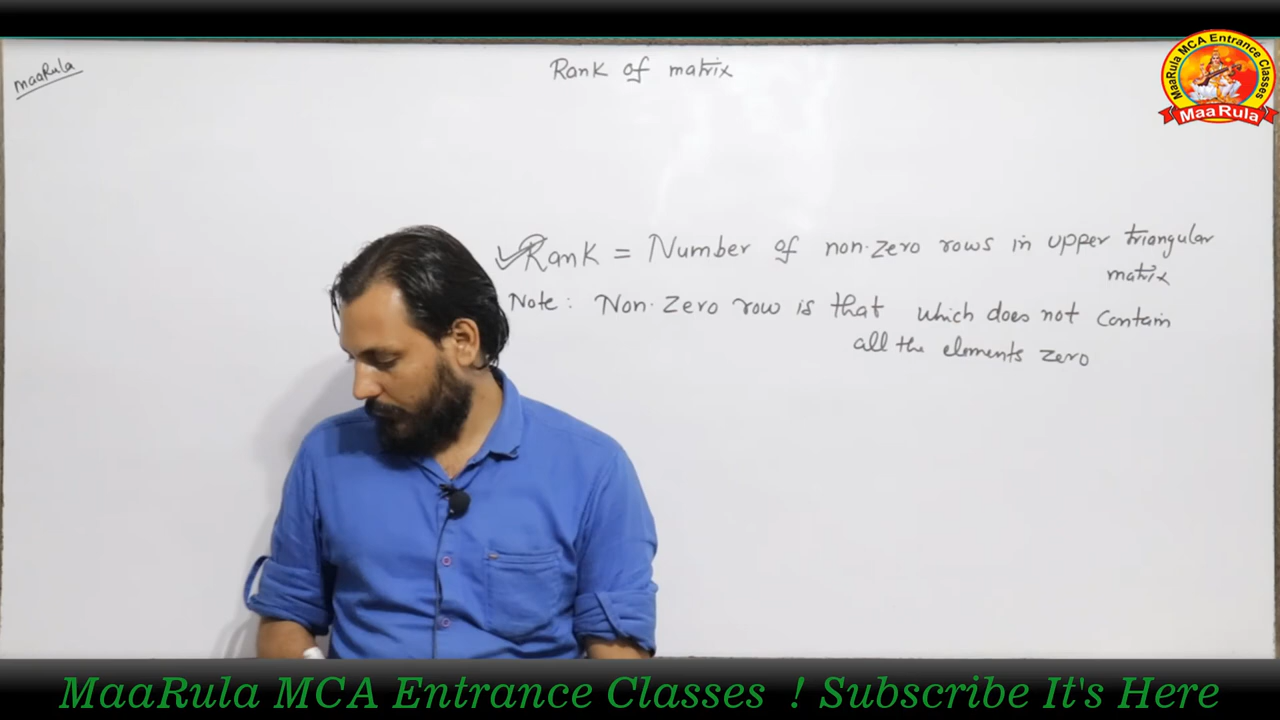 maaRula
Rank of matrix
MaaRula MCA Entrance Classes
MaaRula
Rank = Number of non-zero rows in upper triangular
matrix
Note: Non-Zero row is that which does not contain
all the elements zero
MaaRula MCA Entrance Classes ! Subscribe It's Here